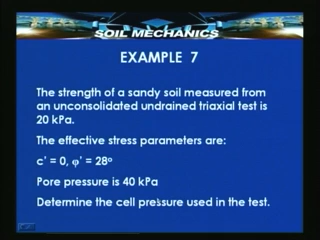 SOIL MECHANICS
EXAMPLE 7
The strength of a sandy soil measured from
an unconsolidated undrained triaxial test is
20 kPa.
The effective stress parameters are:
c' = 0, φ' = 28°
Pore pressure is 40 kPa
Determine the cell pressure used in the test.